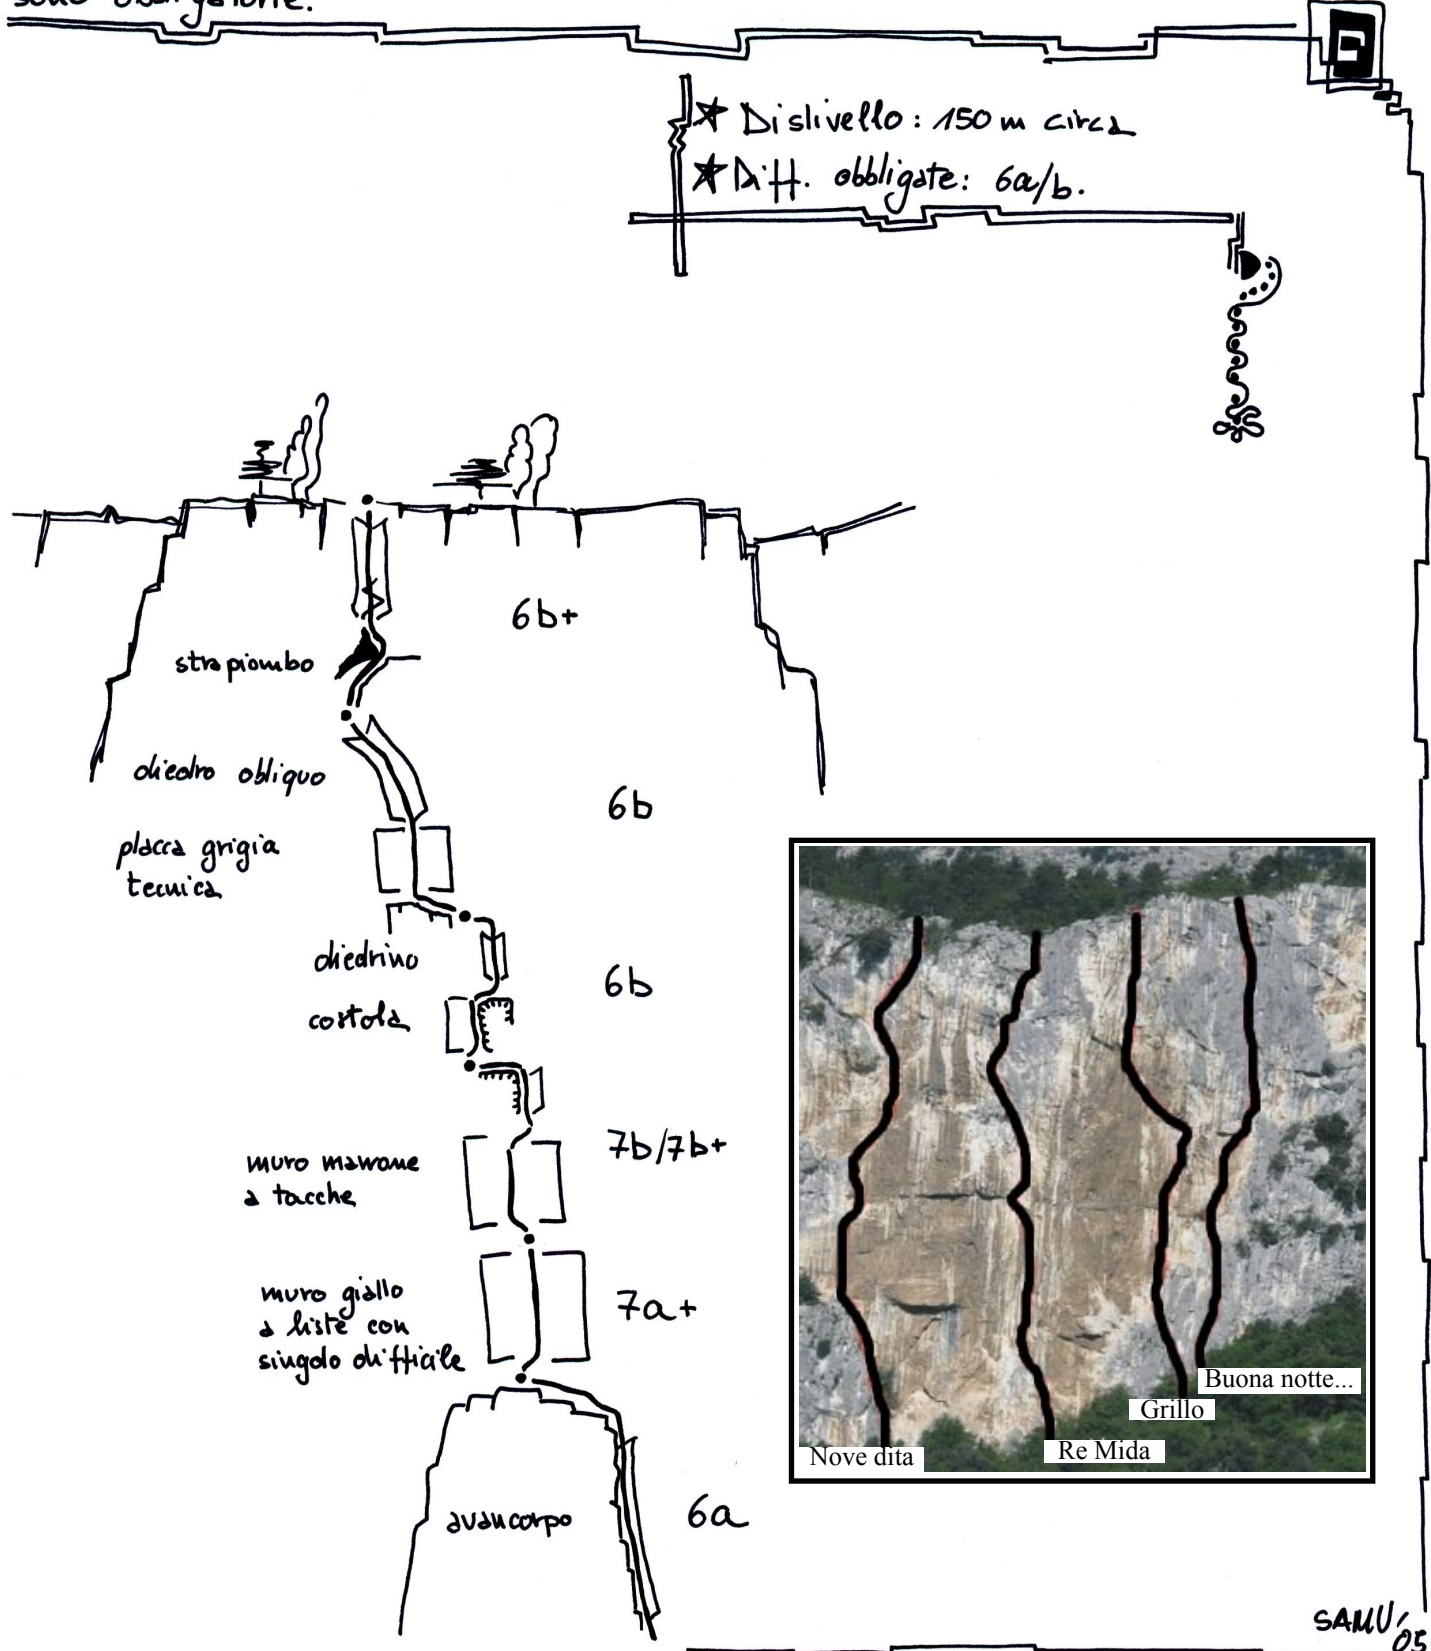 sono obbligatorie.
★ Dislivello: 150 m circa
★ Diff. obbligate: 6a/b.
6b+
strapiombo
diedro obliquo
6b
placca grigia
tecnica
diedrino
6b
costola
7b/7b+
muro marrone
a tacche
muro giallo
a liste con
singolo difficile
7a+
avancorpo
6a
Buona notte...
Grillo
Re Mida
Nove dita
SAMU'
05